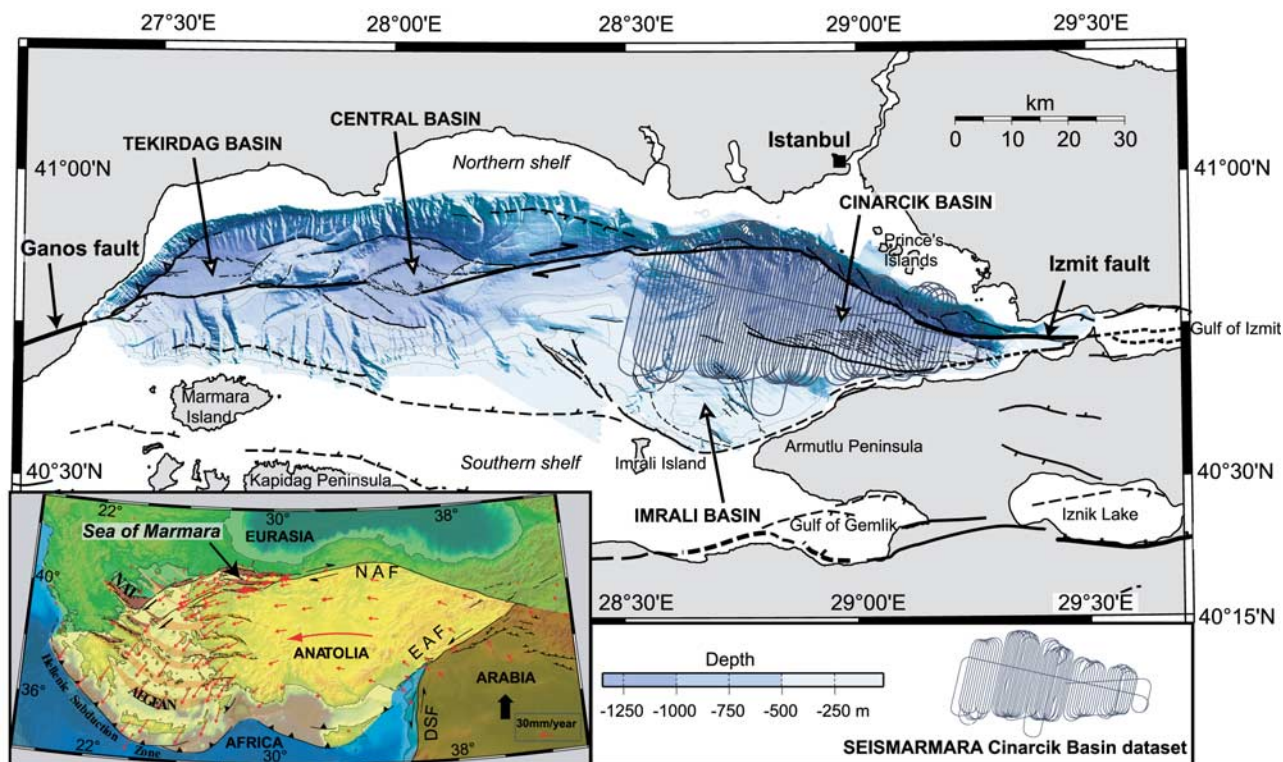 27°30'E 28°00'E 28°30'E 29°00'E 29°30'E
km
0 10 20 30
CENTRAL BASIN
TEKIRDAG BASIN
Istanbul
Northern shelf
41°00'N
41°00'N
CINARCIK BASIN
Prince's
Islands
Ganos fault
Izmit fault
Gulf of Izmit
Marmara
Island
Armutlu Peninsula
Southern shelf
Imrali Island
40°30'N
40°30'N
Kapidag Peninsula
IMRALI BASIN
Gulf of Gemlik
Iznik Lake
28°30'E 29°00'E 29°30'E
40°15'N
22° 30° 38°
Sea of Marmara
EURASIA
40°
40°
NAT
NAF
ANATOLIA
EAF
ARABIA
AEGEAN
Hellenic Subduction Zone
36°
36°
DSF
30mm/year
AFRICA
22° 30° 38°
Depth
-1250 -1000 -750 -500 -250 m
SEISMARMARA Cinarcik Basin dataset